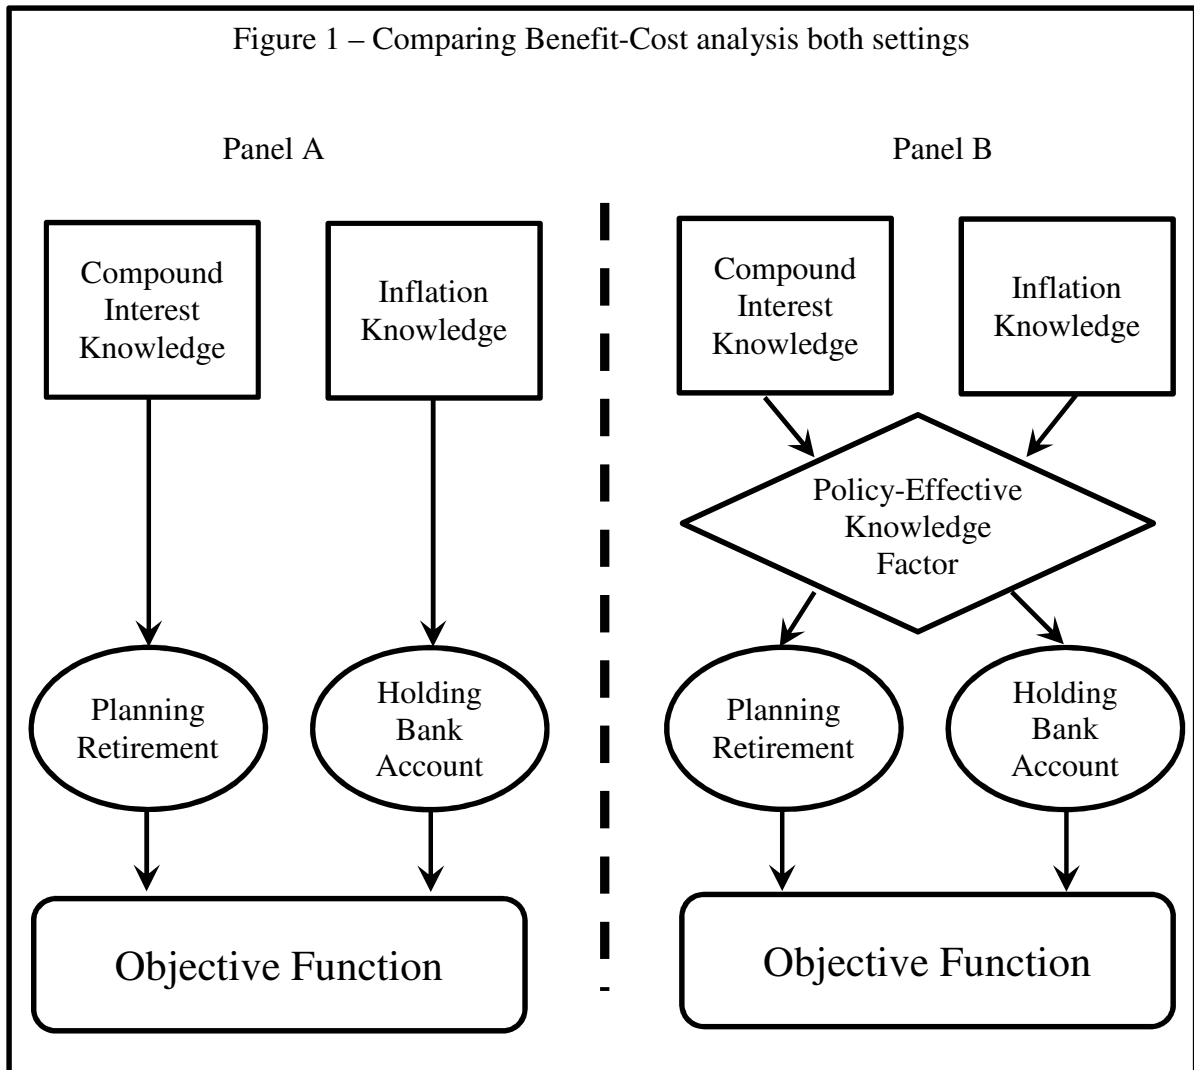 Figure 1 – Comparing Benefit-Cost analysis both settings
Panel A
Compound
Interest
Knowledge
Inflation
Knowledge
Planning
Retirement
Holding
Bank
Account
Objective Function
Panel B
Compound
Interest
Knowledge
Inflation
Knowledge
Policy-Effective
Knowledge
Factor
Planning
Retirement
Holding
Bank
Account
Objective Function